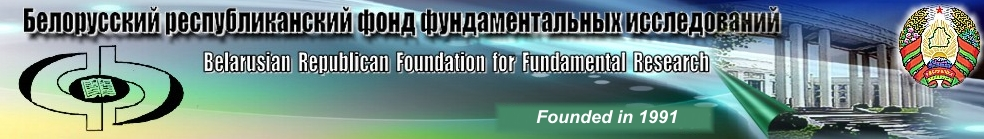 Белорусский республиканский фонд фундаментальных исследований
Belarusian Republican Foundation for Fundamental Research
Founded in 1991